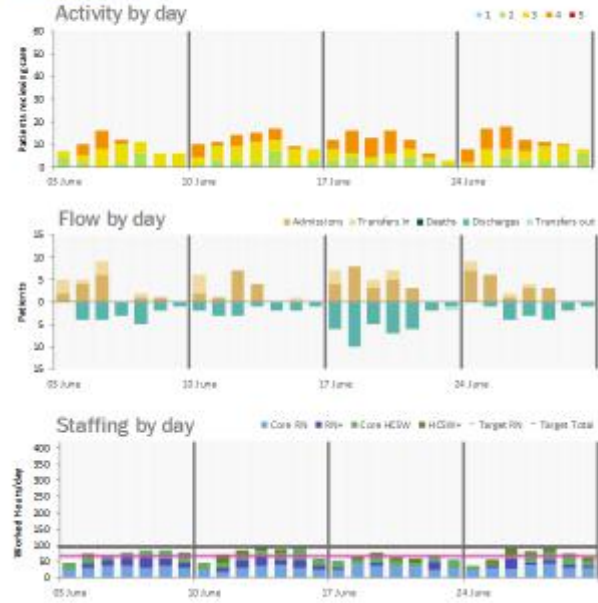 Activity by day
1 2 3 4 5
Patients receiving care
60
50
40
30
20
10
0
03 June 10 June 17 June 24 June
Flow by day
Admissions Transfers In Deaths Discharges Transfers out
Patients
15
10
5
0
5
10
15
03 June 10 June 17 June 24 June
Staffing by day
Core RN RN+ Core HCSW HCSW+ Target RN Target Total
Worked Hours/day
400
350
300
250
200
150
100
50
0
03 June 10 June 17 June 24 June